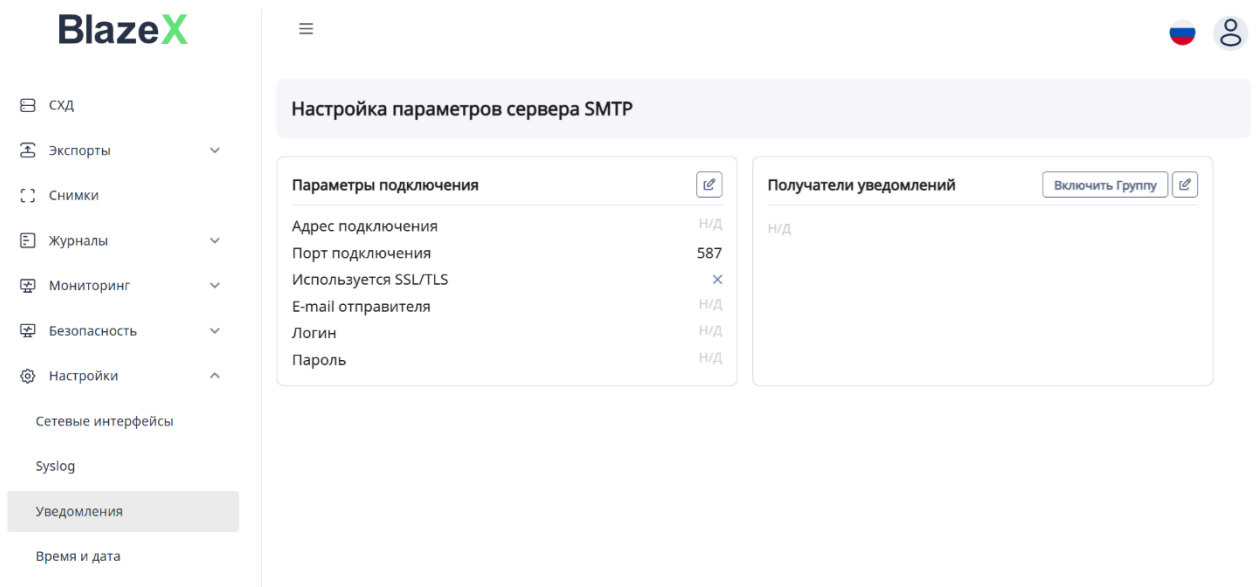 BlazeX
СХД
Экспорты
Снимки
Журналы
Мониторинг
Безопасность
Настройки
Сетевые интерфейсы
Syslog
Уведомления
Время и дата
Настройка параметров сервера SMTP
Параметры подключения
Адрес подключения Н/Д
Порт подключения 587
Используется SSL/TLS
E-mail отправителя Н/Д
Логин Н/Д
Пароль Н/Д
Получатели уведомлений Включить Группу
Н/Д